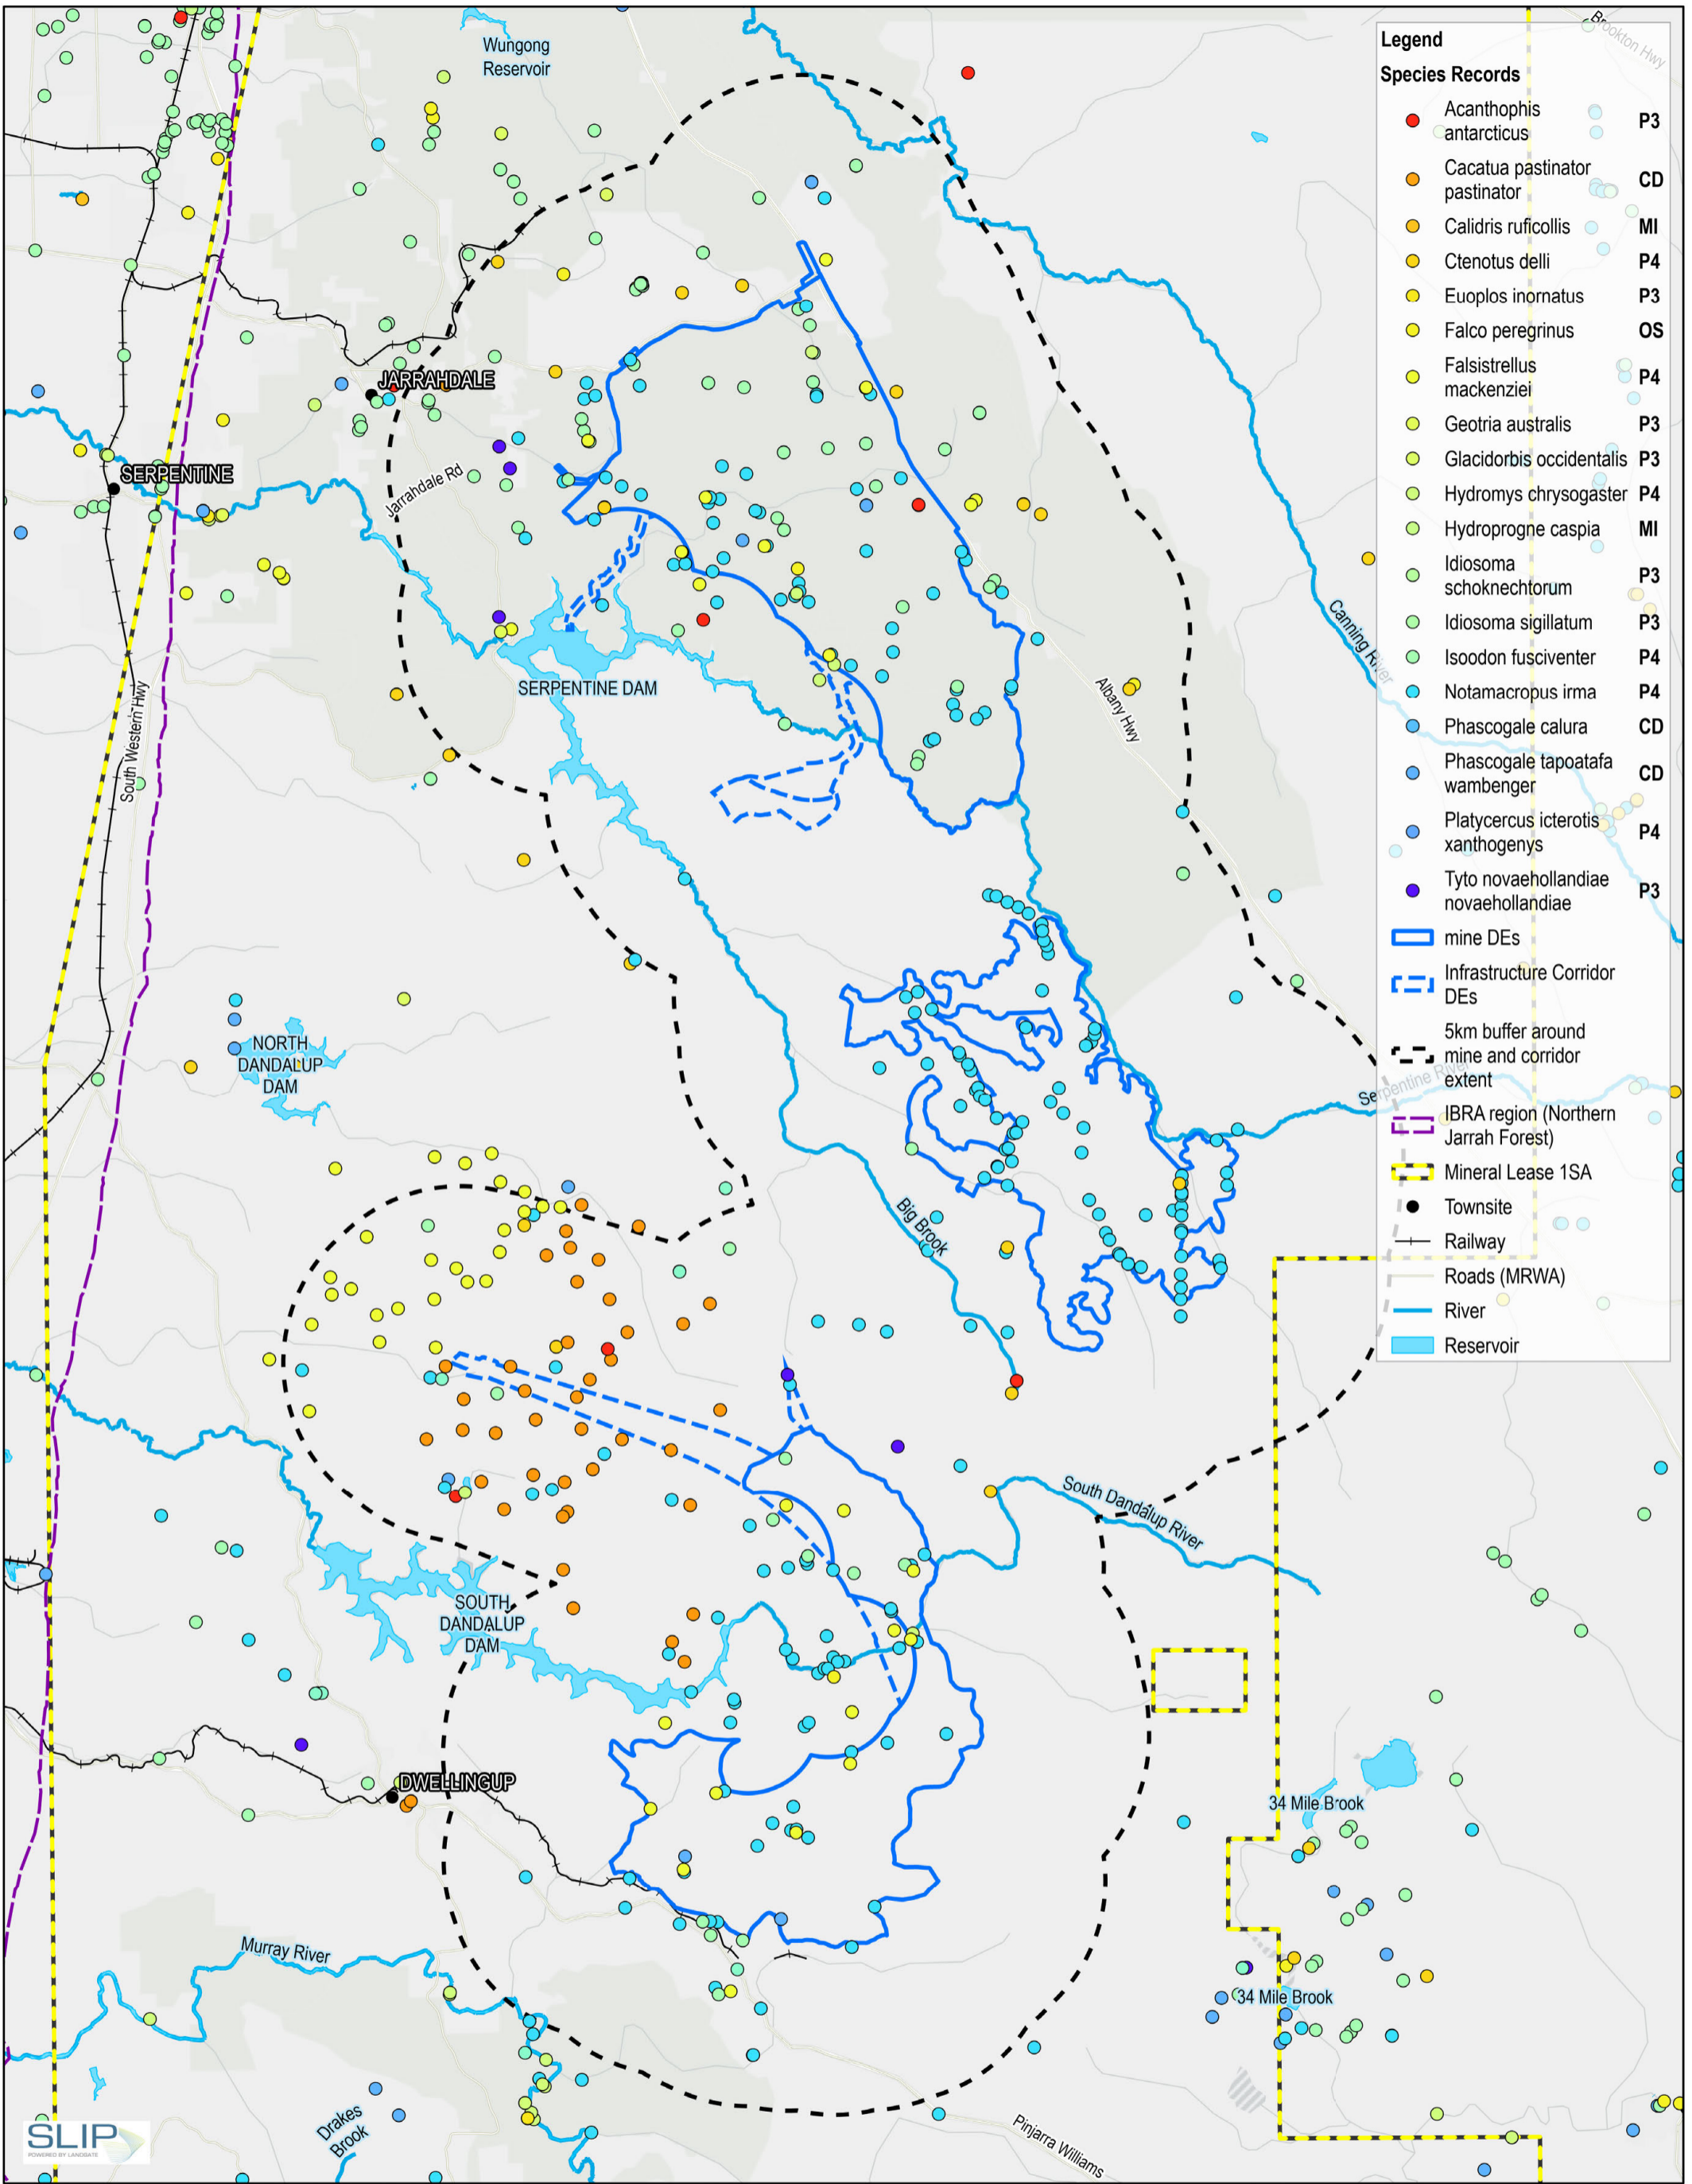 Wungong
Reservoir
JARRAHDALE
SERPENTINE
Jarrahdale Rd
SERPENTINE DAM
South Western Hwy
Albany Hwy
Canning River
Brookton Hwy
NORTH
DANDALUP
DAM
Serpentine River
Big Brook
South Dandalup River
SOUTH
DANDALUP
DAM
DWELLINGUP
34 Mile Brook
34 Mile Brook
Murray River
Drakes
Brook
Pinjarra Williams
SLIP
POWERED BY LANDGATE
Legend
Species Records
Acanthophis
antarcticus P3
Cacatua pastinator
pastinator CD
Calidris ruficollis MI
Ctenotus delli P4
Euoplos inornatus P3
Falco peregrinus OS
Falsistrellus
mackenziei P4
Geotria australis P3
Glacidorbis occidentalis P3
Hydromys chrysogaster P4
Hydroprogne caspia MI
Idiosoma
schoknechtorum P3
Idiosoma sigillatum P3
Isoodon fusciventer P4
Notamacropus irma P4
Phascogale calura CD
Phascogale tapoatafa
wambenger CD
Platycercus icterotis
xanthogenys P4
Tyto novaehollandiae
novaehollandiae P3
mine DEs
Infrastructure Corridor
DEs
5km buffer around
mine and corridor
extent
IBRA region (Northern
Jarrah Forest)
Mineral Lease 1SA
Townsite
Railway
Roads (MRWA)
River
Reservoir